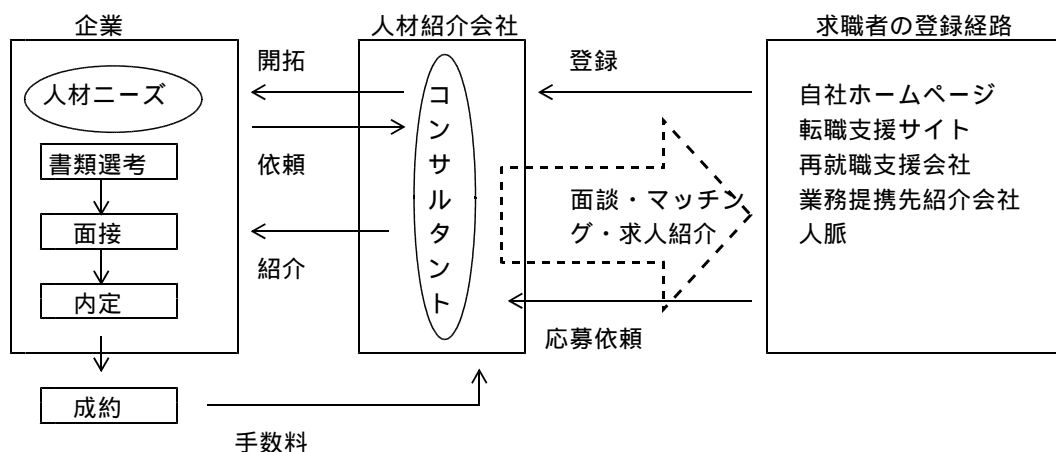 企業
人材ニーズ
書類選考
面接
内定
成約
開拓
依頼
紹介
手数料
人材紹介会社
コンサルタント
登録
面談・マッチン
グ・求人紹介
応募依頼
求職者の登録経路
自社ホームページ
転職支援サイト
再就職支援会社
業務提携先紹介会社
人脈